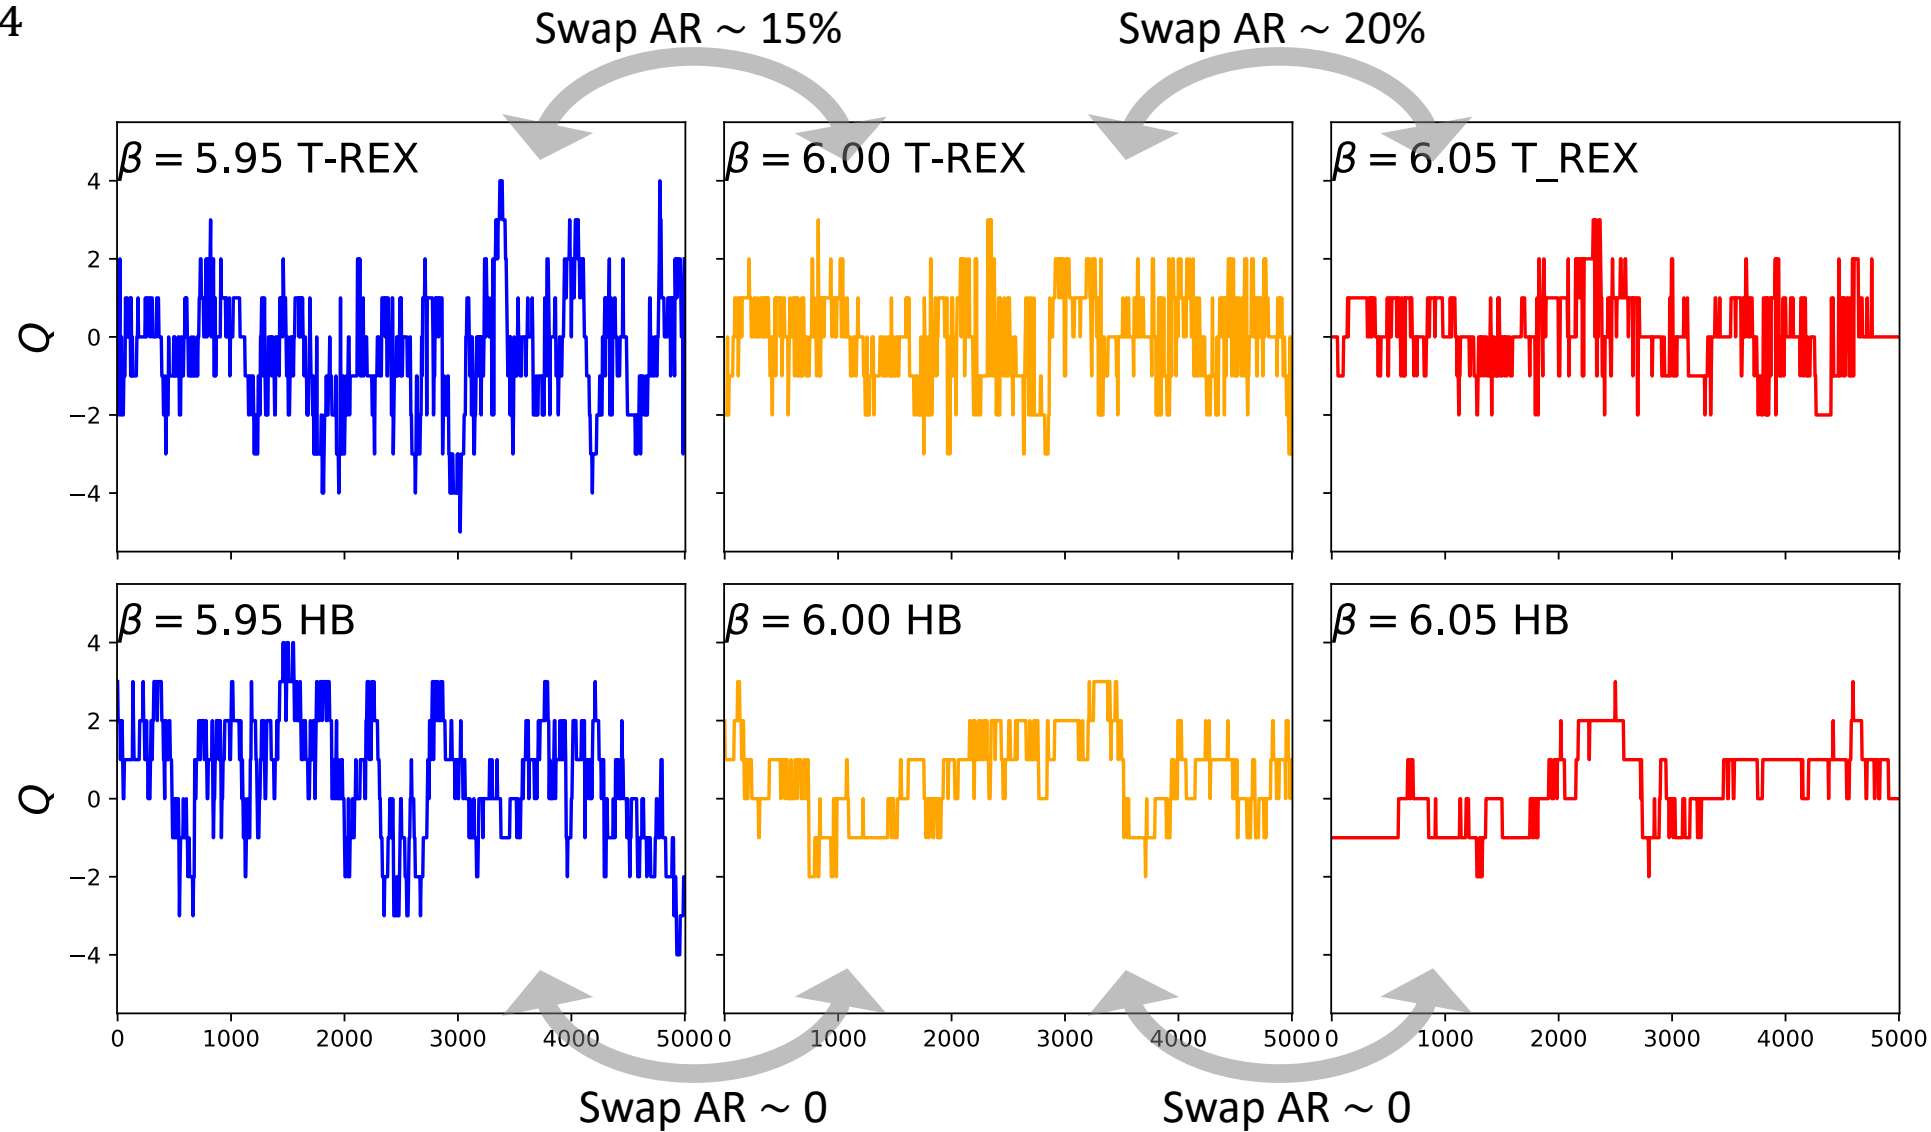 4
Swap AR ~ 15%
Swap AR ~ 20%
β = 5.95 T-REX
β = 6.00 T-REX
β = 6.05 T_REX
4
2
0
−2
−4
Q
β = 5.95 HB
β = 6.00 HB
β = 6.05 HB
4
2
0
−2
−4
Q
0 1000 2000 3000 4000 5000
0 1000 2000 3000 4000 5000
0 1000 2000 3000 4000 5000
Swap AR ~ 0
Swap AR ~ 0